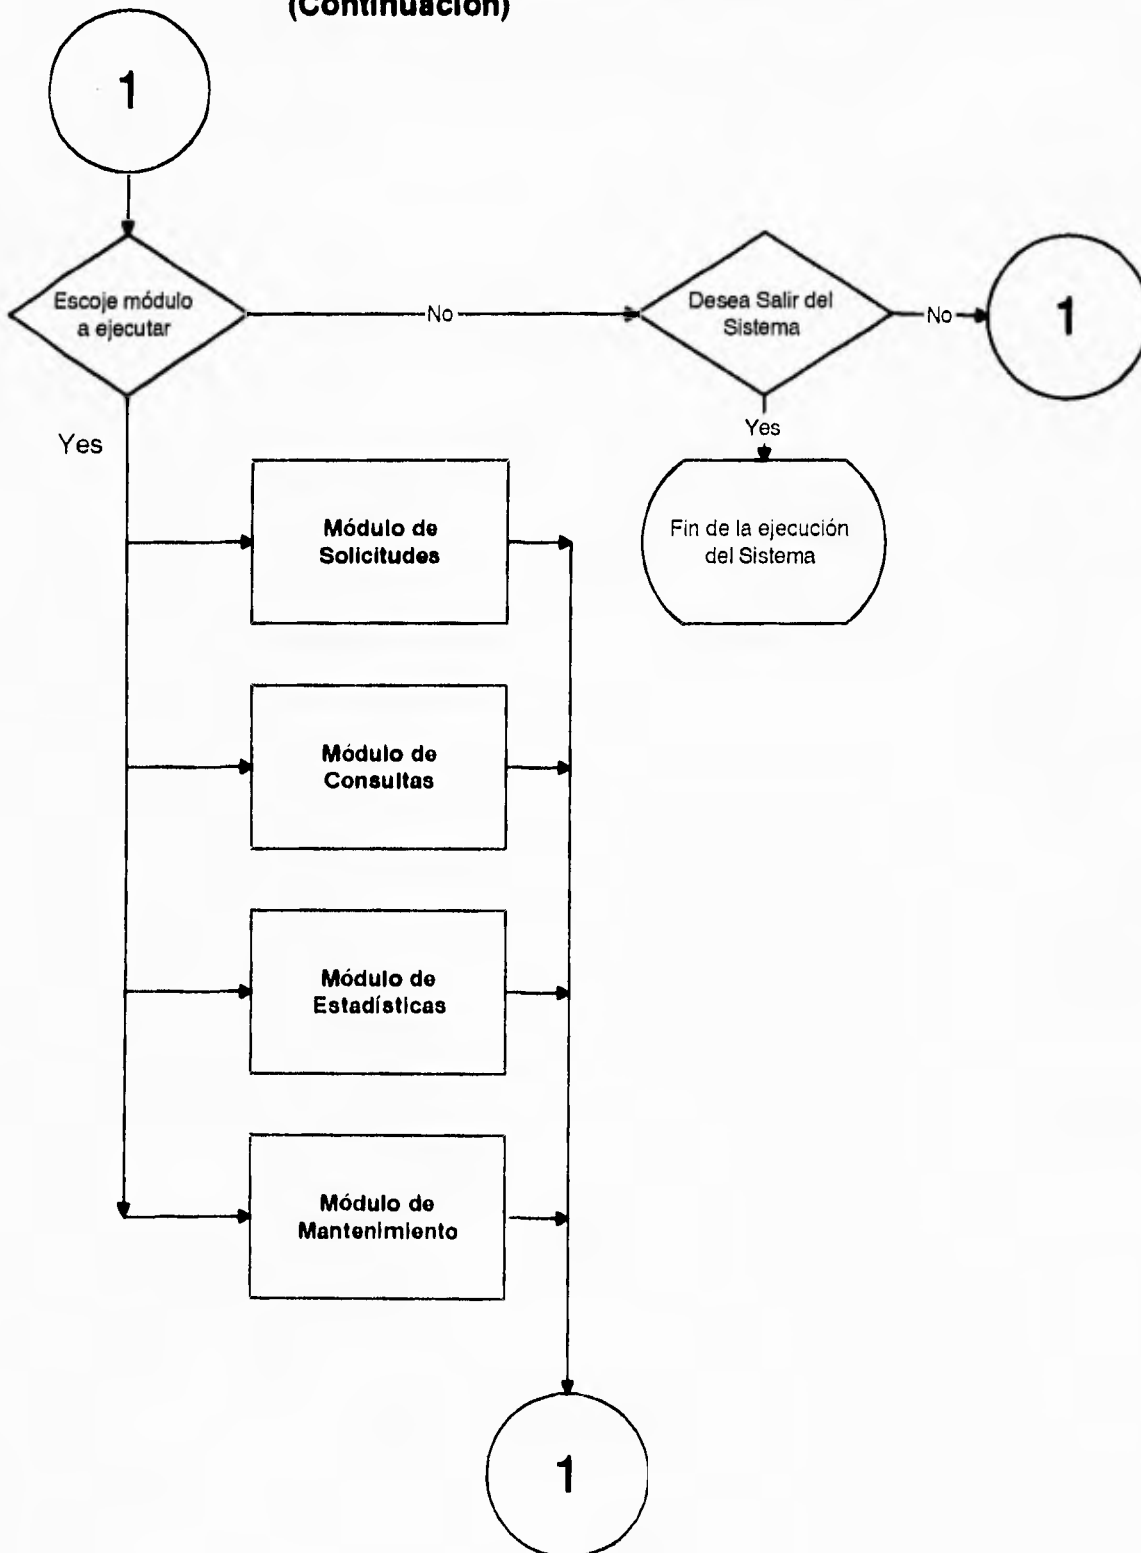 (Continuación)
1
Escoje módulo
a ejecutar
No
Desea Salir del
Sistema
No
1
Yes
Yes
Módulo de
Solicitudes
Fin de la ejecución
del Sistema
Módulo de
Consultas
Módulo de
Estadísticas
Módulo de
Mantenimiento
1